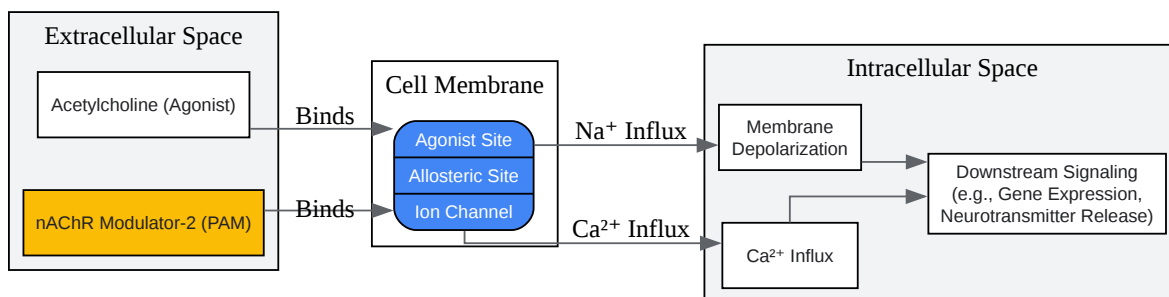 Extracellular Space
Acetylcholine (Agonist)
nAChR Modulator-2 (PAM)
Binds
Binds
Cell Membrane
Agonist Site
Allosteric Site
Ion Channel
Na⁺ Influx
Ca²⁺ Influx
Intracellular Space
Membrane
Depolarization
Ca²⁺ Influx
Downstream Signaling
(e.g., Gene Expression,
Neurotransmitter Release)